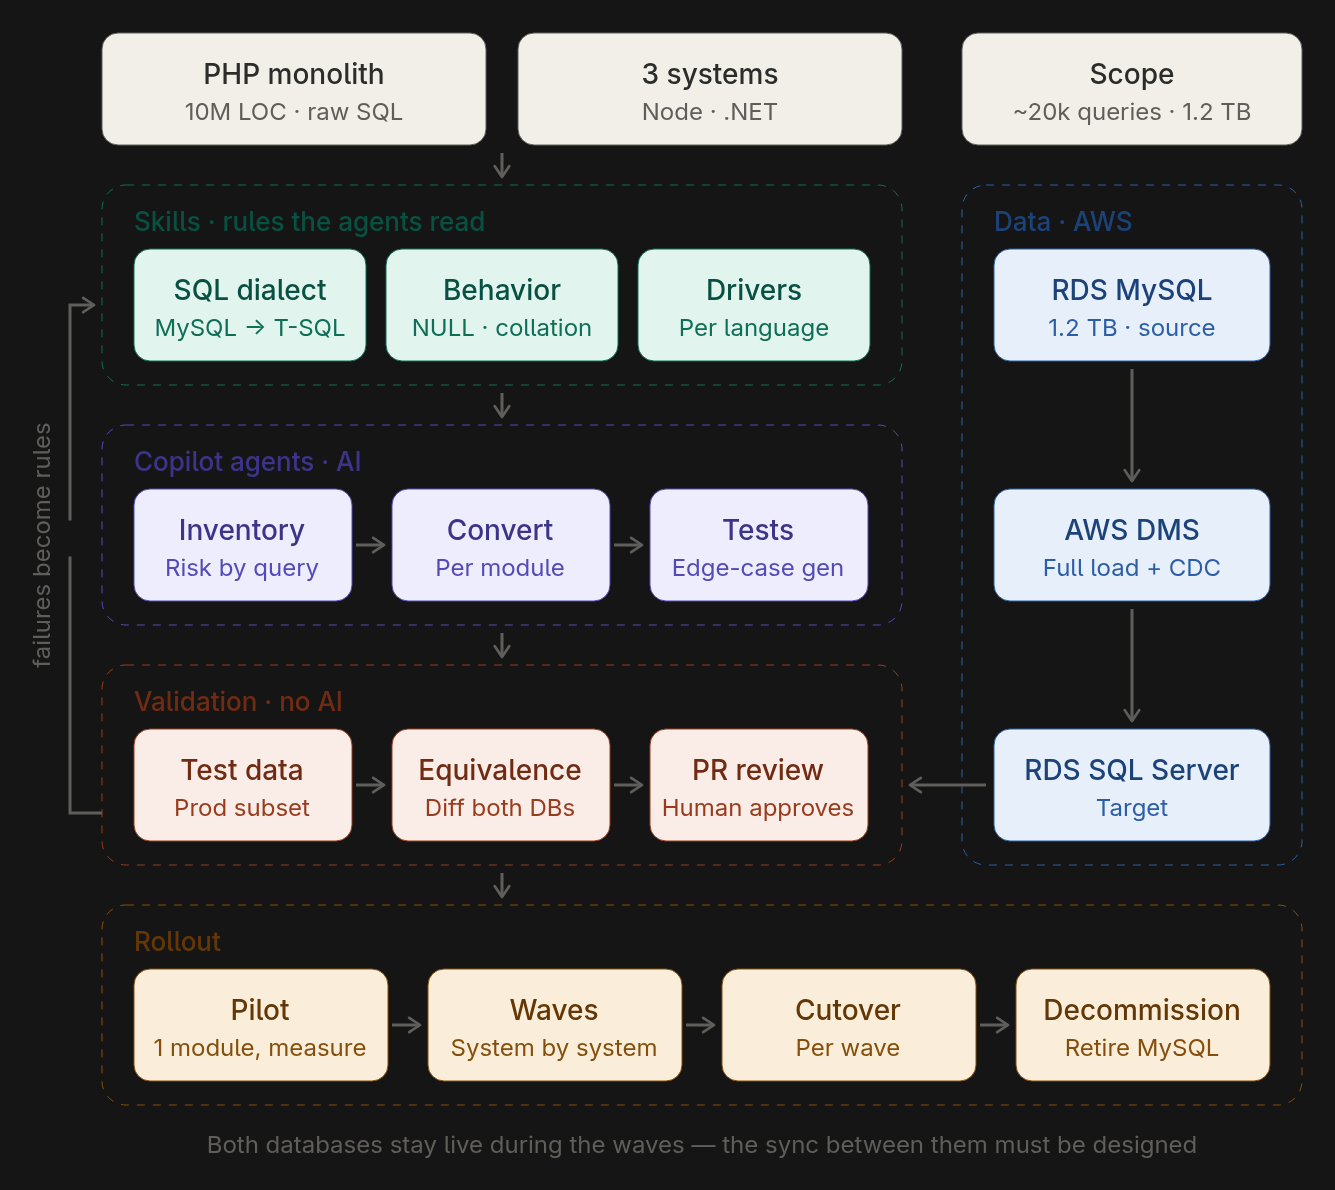 PHP monolith
10M LOC · raw SQL
3 systems
Node · .NET
Scope
~20k queries · 1.2 TB
Skills · rules the agents read
SQL dialect
MySQL → T-SQL
Behavior
NULL · collation
Drivers
Per language
Data · AWS
RDS MySQL
1.2 TB · source
failures become rules
Copilot agents · AI
Inventory
Risk by query
Convert
Per module
Tests
Edge-case gen
AWS DMS
Full load + CDC
Validation · no AI
Test data
Prod subset
Equivalence
Diff both DBs
PR review
Human approves
RDS SQL Server
Target
Rollout
Pilot
1 module, measure
Waves
System by system
Cutover
Per wave
Decommission
Retire MySQL
Both databases stay live during the waves — the sync between them must be designed